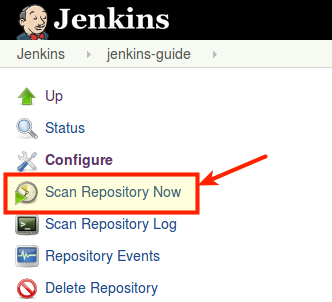 Jenkins
Jenkins jenkins-guide
Up
Status
Configure
Scan Repository Now
Scan Repository Log
Repository Events
Delete Repository